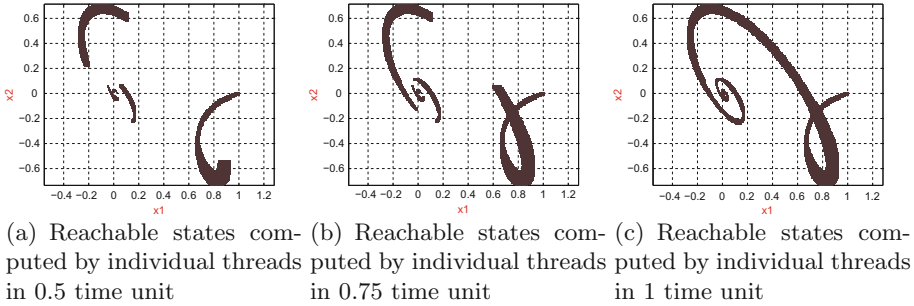 0.6
0.4
0.2
0
−0.2
−0.4
−0.6
x2
−0.4 −0.2 0 0.2 0.4 0.6 0.8 1 1.2
x1
0.6
0.4
0.2
0
−0.2
−0.4
−0.6
x2
−0.4 −0.2 0 0.2 0.4 0.6 0.8 1 1.2
x1
0.6
0.4
0.2
0
−0.2
−0.4
−0.6
x2
−0.4 −0.2 0 0.2 0.4 0.6 0.8 1 1.2
x1
(a) Reachable states com-
puted by individual threads
in 0.5 time unit
(b) Reachable states com-
puted by individual threads
in 0.75 time unit
(c) Reachable states com-
puted by individual threads
in 1 time unit